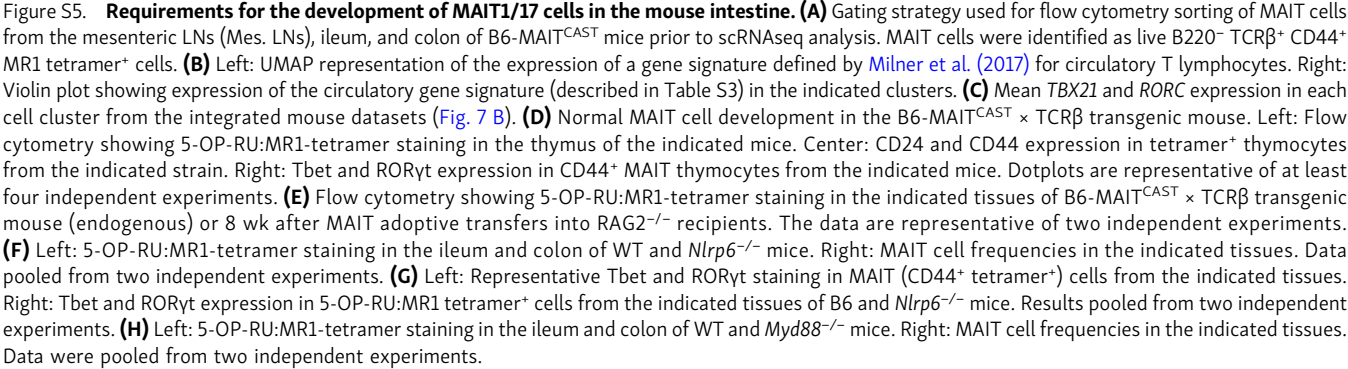 Figure S5. Requirements for the development of MAIT1/17 cells in the mouse intestine. (A) Gating strategy used for flow cytometry sorting of MAIT cells
from the mesenteric LNs (Mes. LNs), ileum, and colon of B6-MAIT^CAST mice prior to scRNAseq analysis. MAIT cells were identified as live B220− TCRβ+ CD44+
MR1 tetramer+ cells. (B) Left: UMAP representation of the expression of a gene signature defined by Milner et al. (2017) for circulatory T lymphocytes. Right:
Violin plot showing expression of the circulatory gene signature (described in Table S3) in the indicated clusters. (C) Mean TBX21 and RORC expression in each
cell cluster from the integrated mouse datasets (Fig. 7 B). (D) Normal MAIT cell development in the B6-MAIT^CAST × TCRβ transgenic mouse. Left: Flow
cytometry showing 5-OP-RU:MR1-tetramer staining in the thymus of the indicated mice. Center: CD24 and CD44 expression in tetramer+ thymocytes
from the indicated strain. Right: Tbet and RORγt expression in CD44+ MAIT thymocytes from the indicated mice. Dotplots are representative of at least
four independent experiments. (E) Flow cytometry showing 5-OP-RU:MR1-tetramer staining in the indicated tissues of B6-MAIT^CAST × TCRβ transgenic
mouse (endogenous) or 8 wk after MAIT adoptive transfers into RAG2−/− recipients. The data are representative of two independent experiments.
(F) Left: 5-OP-RU:MR1-tetramer staining in the ileum and colon of WT and Nlrp6−/− mice. Right: MAIT cell frequencies in the indicated tissues. Data
pooled from two independent experiments. (G) Left: Representative Tbet and RORγt staining in MAIT (CD44+ tetramer+) cells from the indicated tissues.
Right: Tbet and RORγt expression in 5-OP-RU:MR1 tetramer+ cells from the indicated tissues of B6 and Nlrp6−/− mice. Results pooled from two independent
experiments. (H) Left: 5-OP-RU:MR1-tetramer staining in the ileum and colon of WT and Myd88−/− mice. Right: MAIT cell frequencies in the indicated tissues.
Data were pooled from two independent experiments.